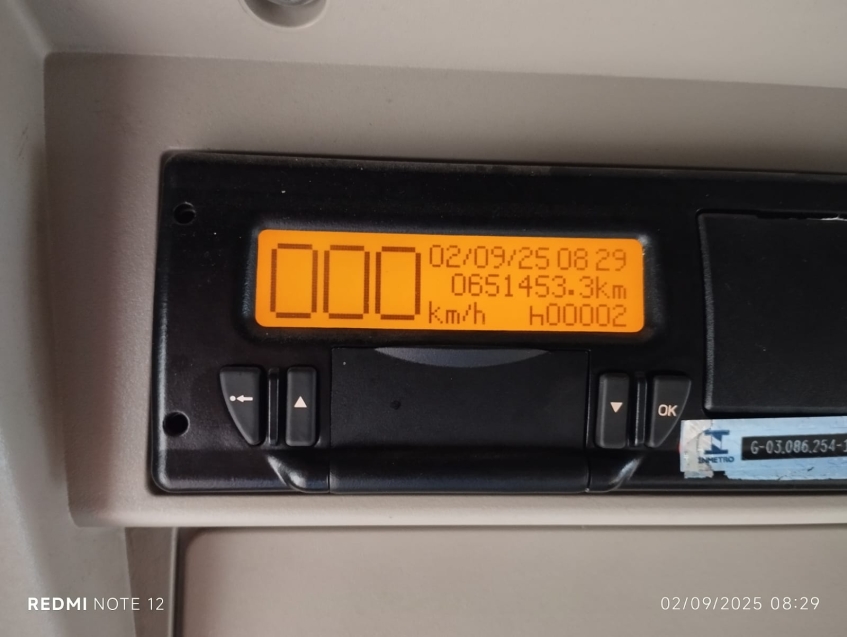 000
02/09/25 08 29
0651453.3km
km/h h00002
OK
INMETRO
G-03.086.254-1
REDMI NOTE 12
02/09/2025 08:29